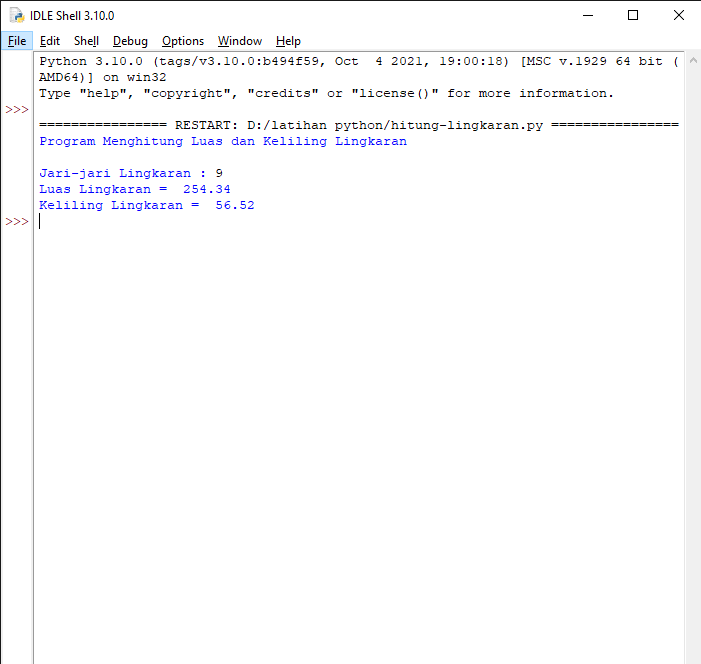 IDLE Shell 3.10.0
File Edit Shell Debug Options Window Help
Python 3.10.0 (tags/v3.10.0:b494f59, Oct  4 2021, 19:00:18) [MSC v.1929 64 bit (
AMD64)] on win32
Type "help", "copyright", "credits" or "license()" for more information.
>>>
================ RESTART: D:/latihan python/hitung-lingkaran.py ================
Program Menghitung Luas dan Keliling Lingkaran
Jari-jari Lingkaran : 9
Luas Lingkaran =  254.34
Keliling Lingkaran =  56.52
>>>